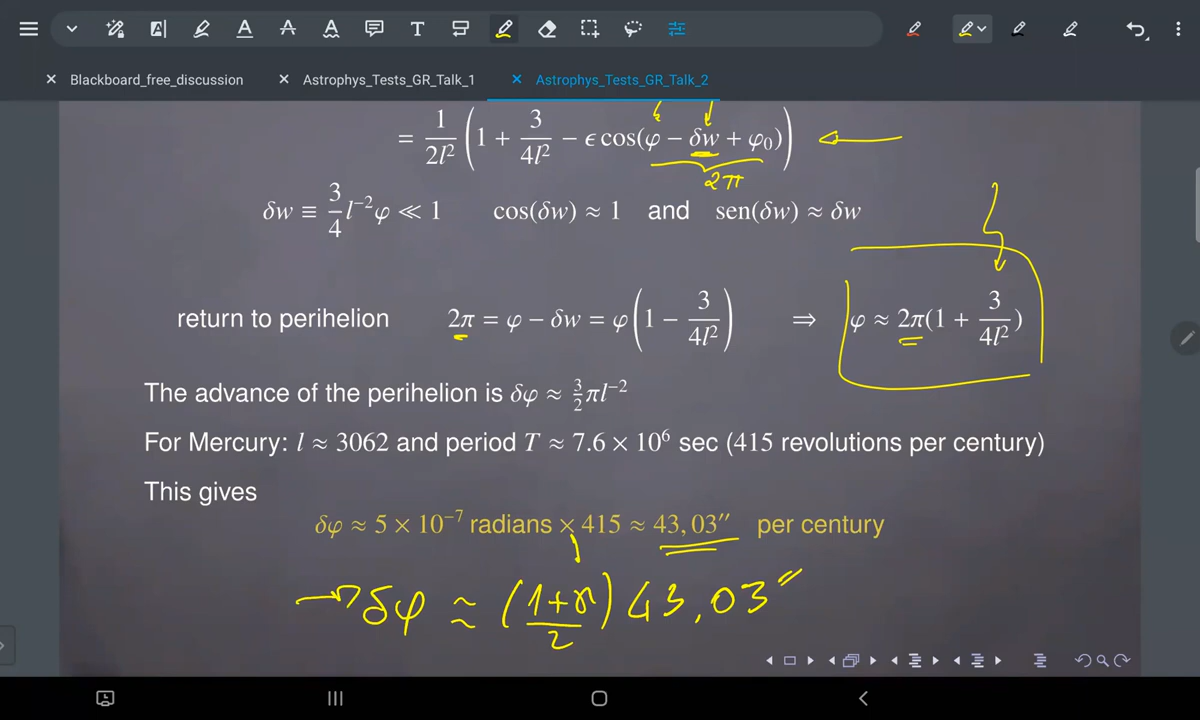 Blackboard_free_discussion Astrophys_Tests_GR_Talk_1 Astrophys_Tests_GR_Talk_2
= 1/(2l²) (1 + 3/(4l²) − ϵ cos(φ − δw + φ₀))
2π
δw ≡ 3/4 l⁻²φ ≪ 1 cos(δw) ≈ 1 and sen(δw) ≈ δw
return to perihelion 2π = φ − δw = φ(1 − 3/(4l²)) ⇒ φ ≈ 2π(1 + 3/(4l²))
The advance of the perihelion is δφ ≈ 3/2 πl⁻²
For Mercury: l ≈ 3062 and period T ≈ 7.6 × 10⁶ sec (415 revolutions per century)
This gives
δφ ≈ 5 × 10⁻⁷ radians × 415 ≈ 43,03″ per century
→ δφ ≈ ((1+γ)/2) 43,03″